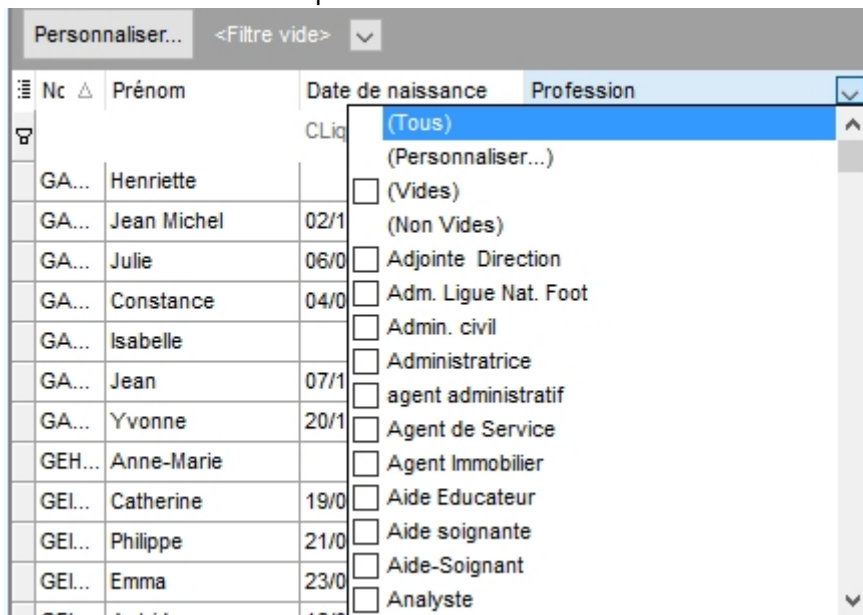 Personnaliser... <Filtre vide>
Nc Prénom Date de naissance Profession
CLiq
(Tous)
(Personnaliser...)
GA... Henriette (Vides)
GA... Jean Michel 02/1 (Non Vides)
GA... Julie 06/0 Adjointe Direction
GA... Constance 04/0 Adm. Ligue Nat. Foot
GA... Isabelle Admin. civil
GA... Jean 07/1 Administratrice
agent administratif
GA... Yvonne 20/1 Agent de Service
GEH... Anne-Marie Agent Immobilier
GEI... Catherine 19/0 Aide Educateur
GEI... Philippe 21/0 Aide soignante
GEI... Emma 23/0 Aide-Soignant
Analyste